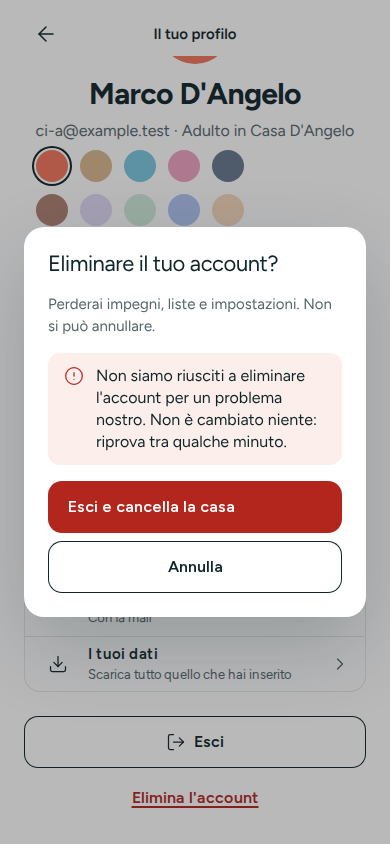 Il tuo profilo
Marco D'Angelo
ci-a@example.test · Adulto in Casa D'Angelo
Eliminare il tuo account?
Perderai impegni, liste e impostazioni. Non
si può annullare.
Non siamo riusciti a eliminare
l'account per un problema
nostro. Non è cambiato niente:
riprova tra qualche minuto.
Esci e cancella la casa
Annulla
Con la mail
I tuoi dati
Scarica tutto quello che hai inserito
Esci
Elimina l'account